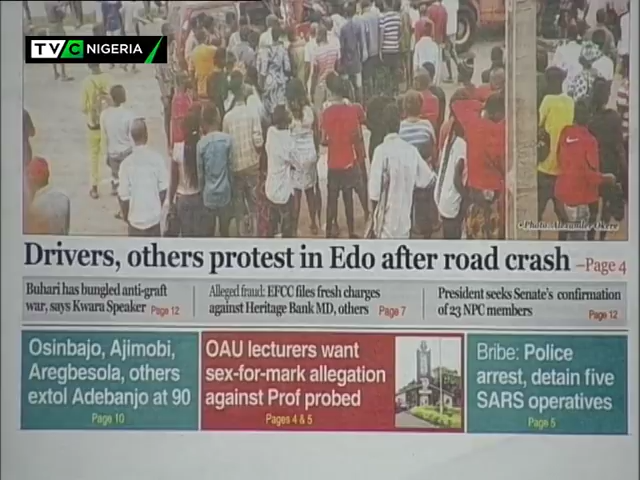 TVC NIGERIA
• Photo: Alexander Okere
Drivers, others protest in Edo after road crash –Page 4
Buhari has bungled anti-graft
war, says Kwara Speaker Page 12
Alleged fraud: EFCC files fresh charges
against Heritage Bank MD, others Page 7
President seeks Senate's confirmation
of 23 NPC members Page 12
Osinbajo, Ajimobi,
Aregbesola, others
extol Adebanjo at 90
Page 10
OAU lecturers want
sex-for-mark allegation
against Prof probed
Pages 4 & 5
Bribe: Police
arrest, detain five
SARS operatives
Page 5